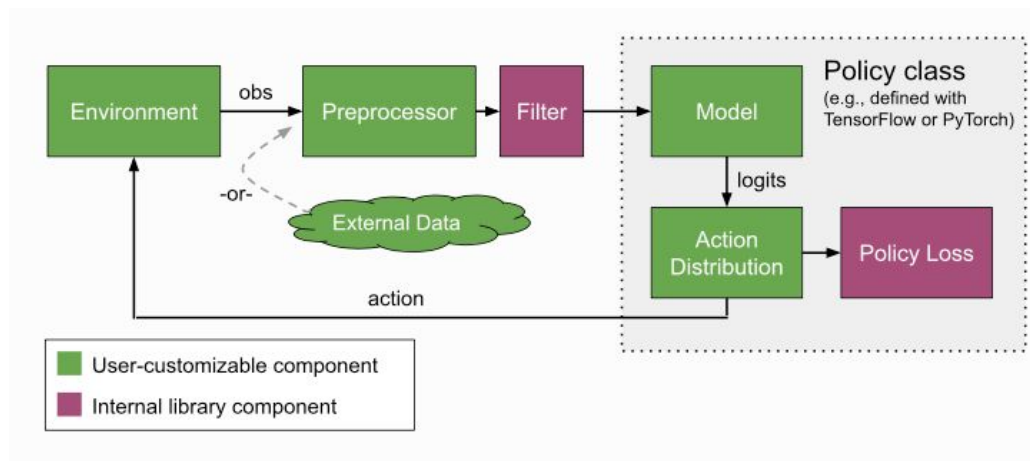 Environment
obs
Preprocessor
Filter
Model
Policy class
(e.g., defined with
TensorFlow or PyTorch)
-or-
External Data
logits
Action
Distribution
Policy Loss
action
User-customizable component
Internal library component